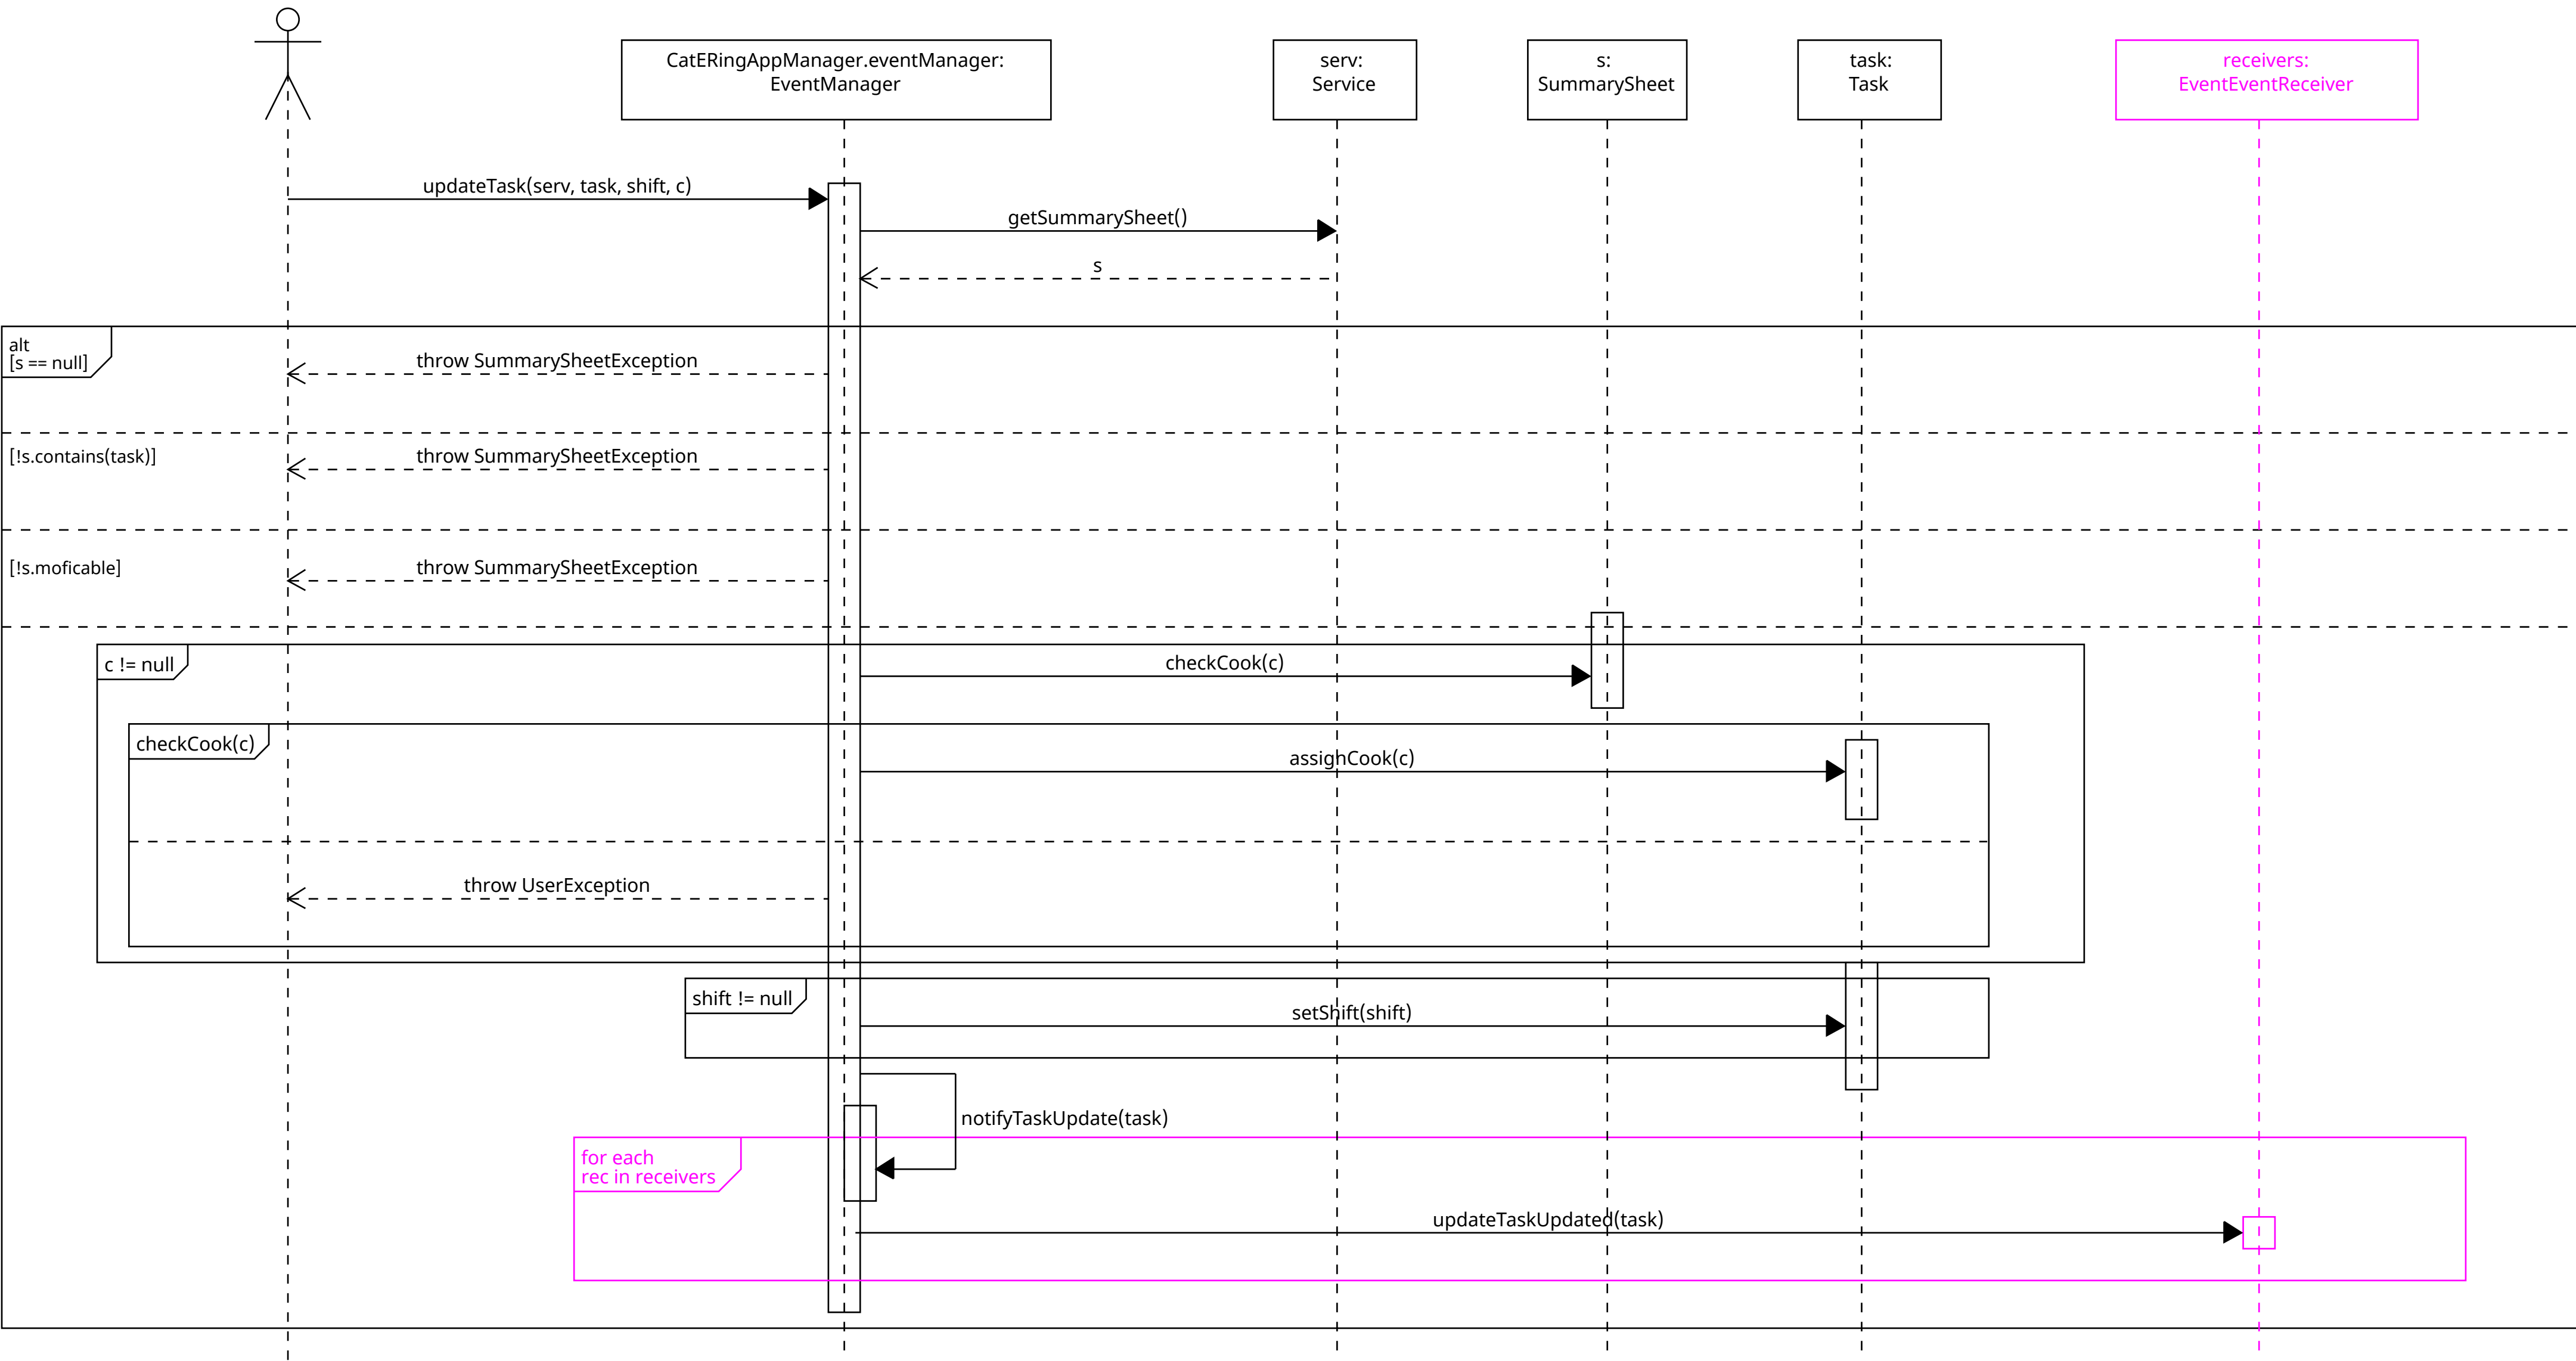 CatERingAppManager.eventManager:
EventManager
serv:
Service
s:
SummarySheet
task:
Task
receivers:
EventEventReceiver
updateTask(serv, task, shift, c)
getSummarySheet()
s
alt
[s == null]
throw SummarySheetException
[!s.contains(task)]
throw SummarySheetException
[!s.moficable]
throw SummarySheetException
c != null
checkCook(c)
checkCook(c)
assighCook(c)
throw UserException
shift != null
setShift(shift)
notifyTaskUpdate(task)
for each
rec in receivers
updateTaskUpdated(task)